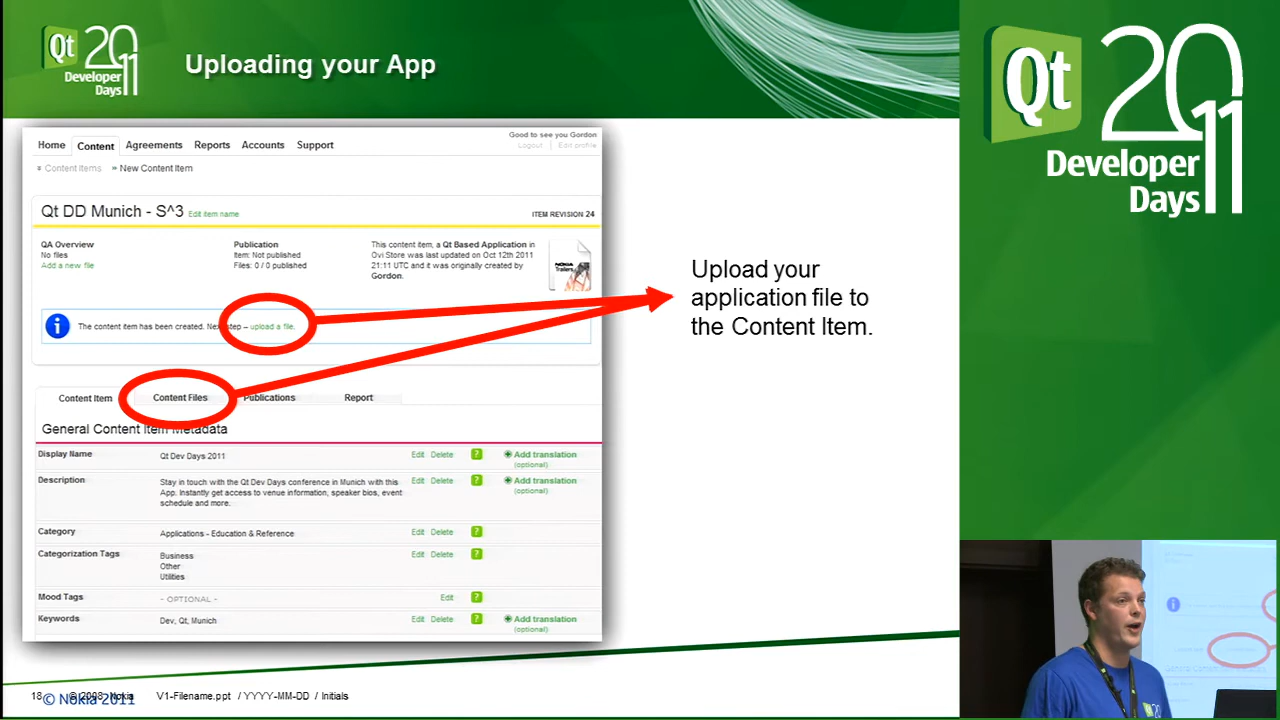 Qt 2011
Developer
Days
Uploading your App
Good to see you Gordon
Logout | Edit profile
Home Content Agreements Reports Accounts Support
Content Items » New Content Item
Qt DD Munich - S^3 Edit item name
ITEM REVISION 24
QA Overview
No files
Add a new file
Publication
Item: Not published
Files: 0 / 0 published
This content item, a Qt Based Application in
Ovi Store was last updated on Oct 12th 2011
21:11 UTC and it was originally created by
Gordon.
NOKIA
Trailers
i The content item has been created. Next step – upload a file.
Content Item Content Files Publications Report
General Content Item Metadata
Display Name Qt Dev Days 2011 Edit Delete ? Add translation
(optional)
Description Stay in touch with the Qt Dev Days conference in Munich with this Edit Delete ? Add translation
App. Instantly get access to venue information, speaker bios, event (optional)
schedule and more.
Category Applications - Education & Reference Edit Delete ?
Categorization Tags Business Edit Delete ?
Other
Utilities
Mood Tags - OPTIONAL - Edit ?
Keywords Dev, Qt, Munich Edit Delete ? Add translation
(optional)
Upload your
application file to
the Content Item.
18 © 2008 Nokia V1-Filename.ppt / YYYY-MM-DD / Initials
© Nokia 2011
Qt 2011
Developer
Days
Qt 20